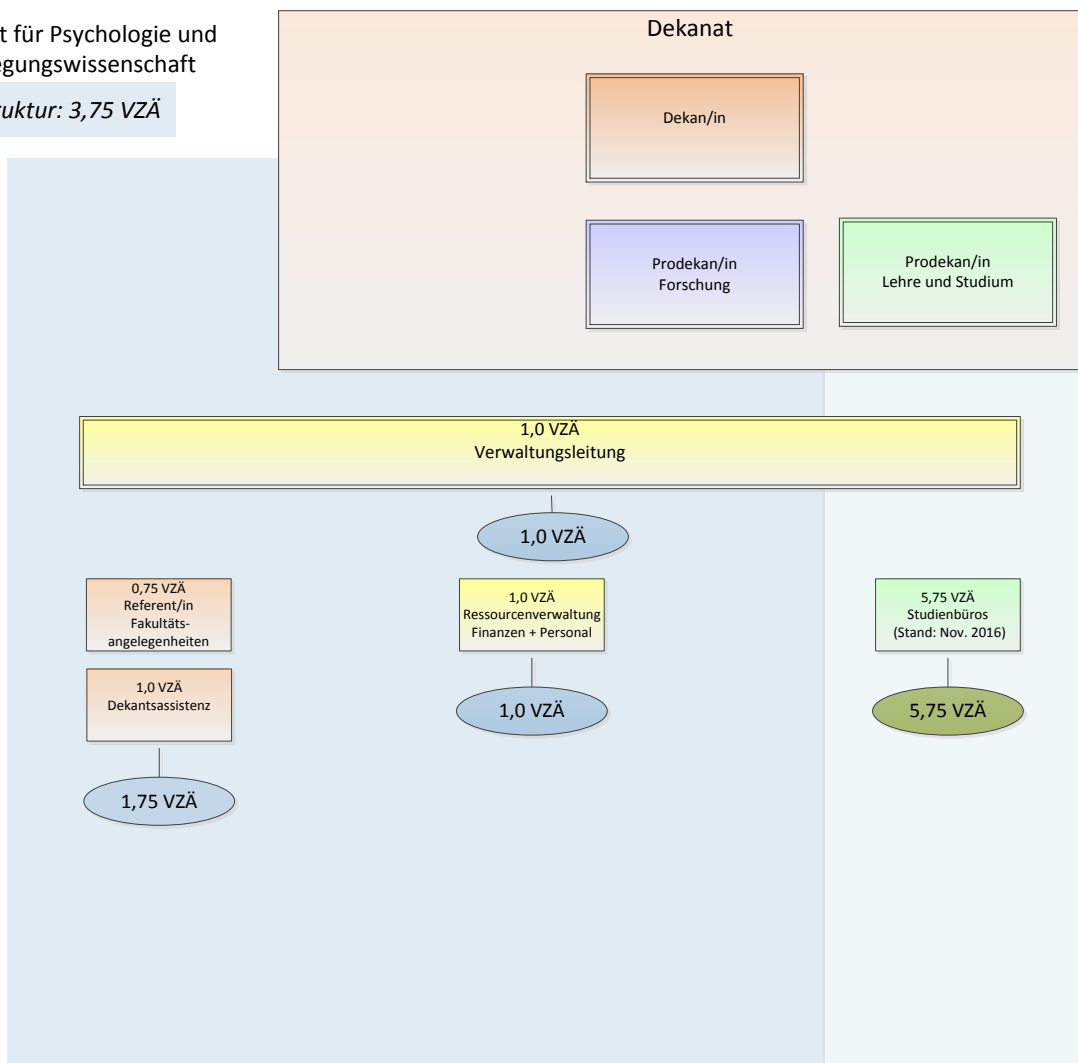 t für Psychologie und
egungswissenschaft
ruktur: 3,75 VZÄ
Dekanat
Dekan/in
Prodekan/in
Forschung
Prodekan/in
Lehre und Studium
1,0 VZÄ
Verwaltungsleitung
1,0 VZÄ
0,75 VZÄ
Referent/in
Fakultäts-
angelegenheiten
1,0 VZÄ
Dekantsassistenz
1,75 VZÄ
1,0 VZÄ
Ressourcenverwaltung
Finanzen + Personal
1,0 VZÄ
5,75 VZÄ
Studienbüros
(Stand: Nov. 2016)
5,75 VZÄ